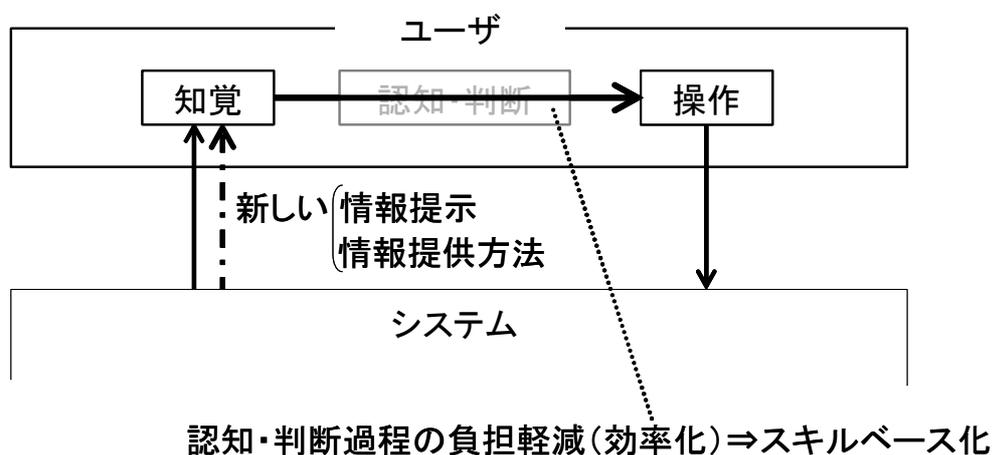 ユーザ
知覚
認知・判断
操作
新しい
情報提示
情報提供方法
システム
認知・判断過程の負担軽減(効率化)⇒スキルベース化